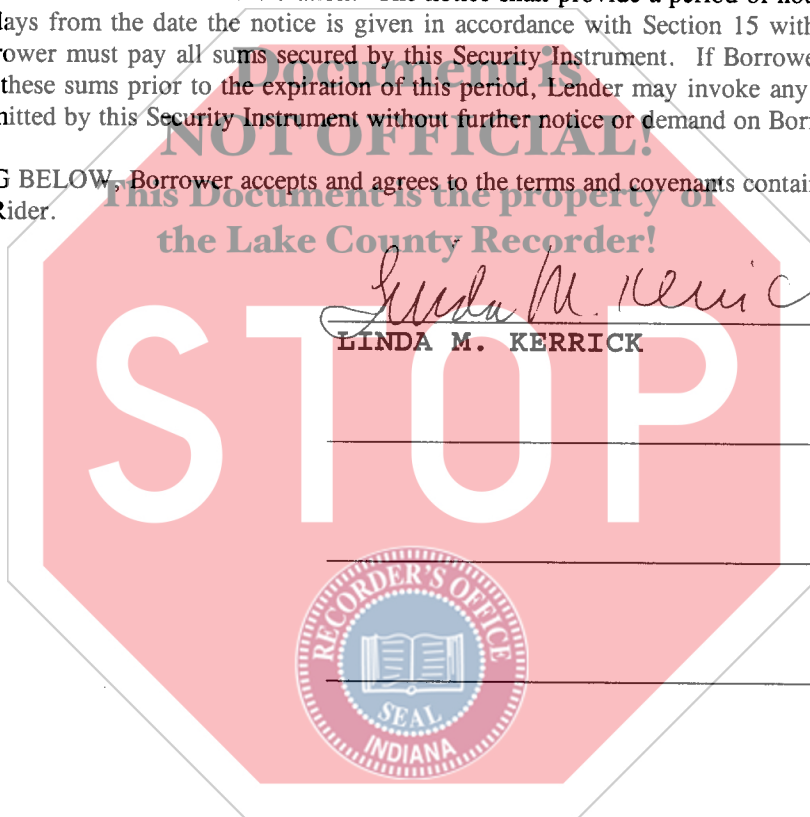 days from the date the notice is given in accordance with Section 15 with
rower must pay all sums secured by this Security Instrument. If Borrowe
these sums prior to the expiration of this period, Lender may invoke any
nitted by this Security Instrument without further notice or demand on Bor
G BELOW, Borrower accepts and agrees to the terms and covenants contai
Rider.
Document is
NOT OFFICIAL!
This Document is the property of
the Lake County Recorder!
Linda M. Kerric
LINDA M. KERRICK
STOP
RECORDER'S OFFICE
SEAL
INDIANA